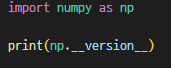 import numpy as np
print(np.__version__)